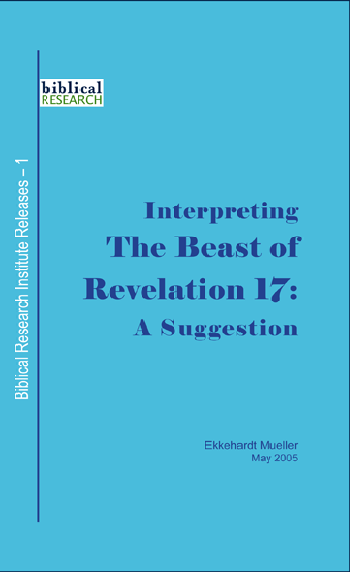 biblical
RESEARCH
Biblical Research Institute Releases – 1
Interpreting
The Beast of
Revelation 17:
A Suggestion
Ekkehardt Mueller
May 2005